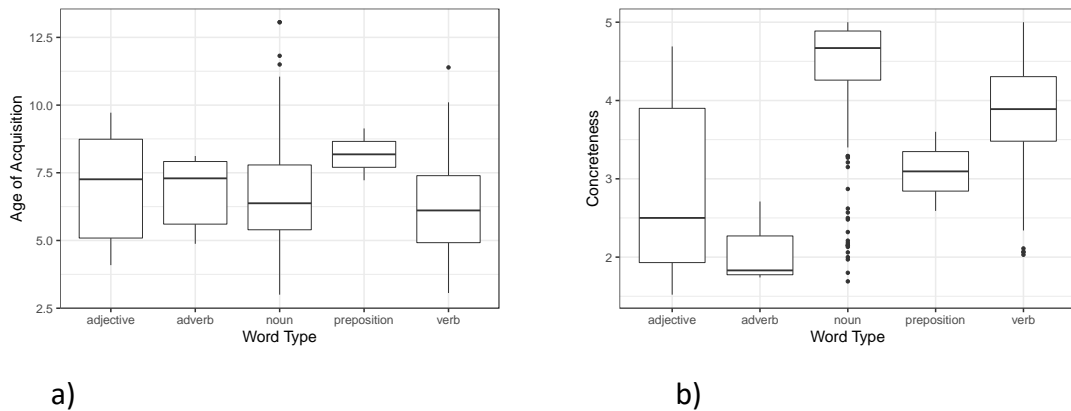 Age of Acquisition
12.5
10.0
7.5
5.0
2.5
adjective adverb noun preposition verb
Word Type
a)
Concreteness
5
4
3
2
adjective adverb noun preposition verb
Word Type
b)